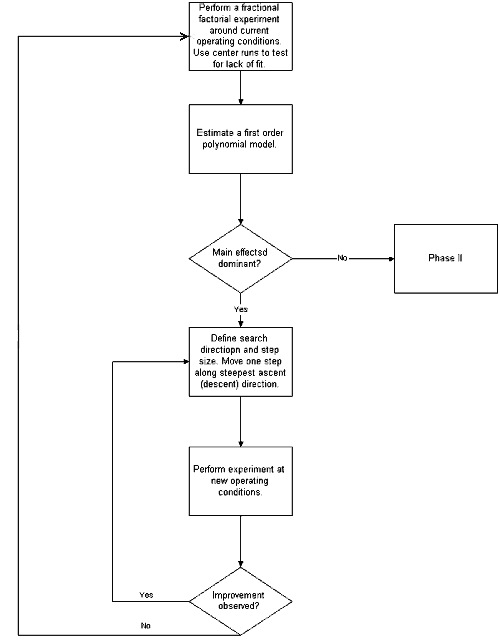 Perform a fractional
factorial experiment
around current
operating conditions.
Use center runs to test
for lack of fit.
Estimate a first order
polynomial model.
Main effectsd
dominant?
No
Phase II
Yes
Define search
directiopn and step
size. Move one step
along steepest ascent
(descent) direction.
Perform experiment at
new operating
conditions.
Improvement
observed?
Yes
No